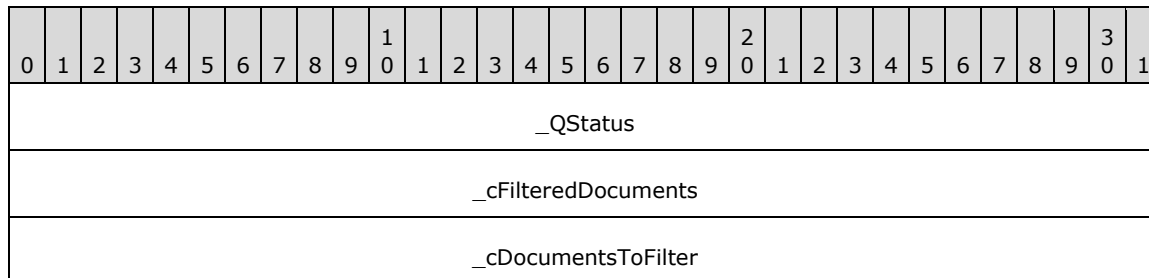 1 2 3
0 1 2 3 4 5 6 7 8 9 0 1 2 3 4 5 6 7 8 9 0 1 2 3 4 5 6 7 8 9 0 1
_QStatus
_cFilteredDocuments
_cDocumentsToFilter